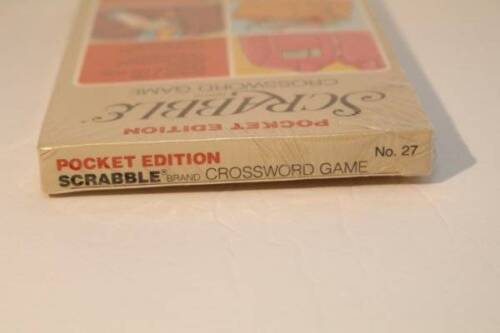 CROSSWORD GAME
SCRABBLE
POCKET EDITION
POCKET EDITION
SCRABBLE® BRAND CROSSWORD GAME No. 27